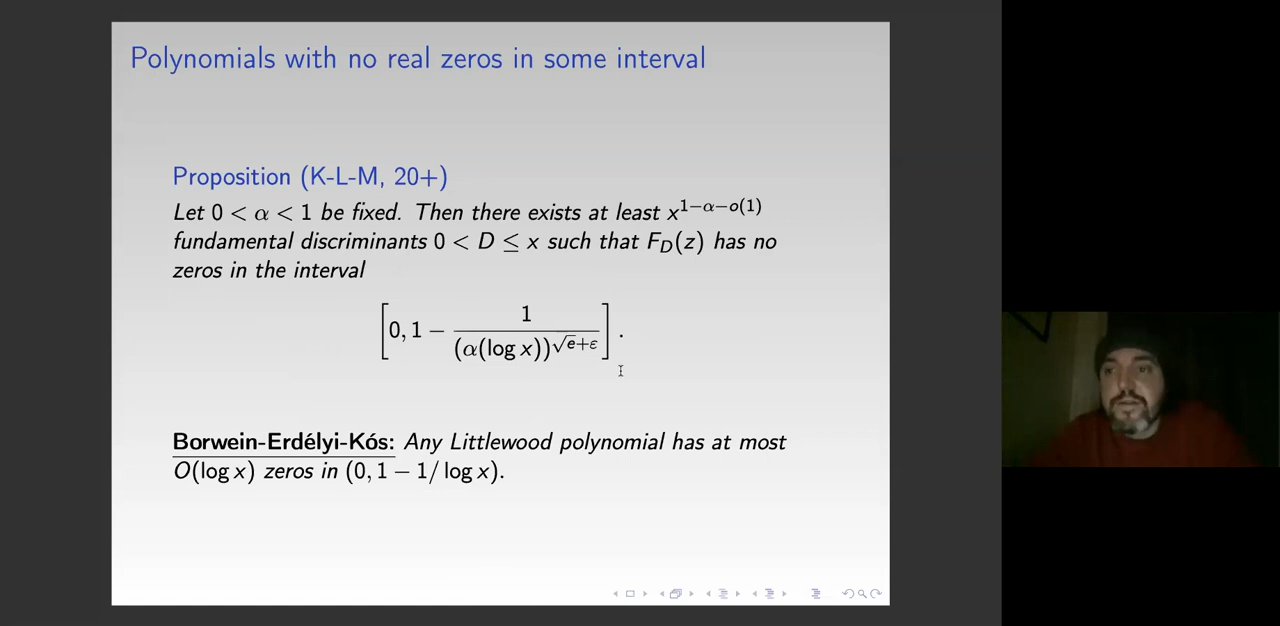 Polynomials with no real zeros in some interval
Proposition (K-L-M, 20+)
Let 0 < α < 1 be fixed. Then there exists at least x^{1−α−o(1)}
fundamental discriminants 0 < D ≤ x such that F_D(z) has no
zeros in the interval
[0, 1 − 1/(α(log x))^{√e+ε}].
Borwein-Erdélyi-Kós: Any Littlewood polynomial has at most
O(log x) zeros in (0, 1 − 1/ log x).